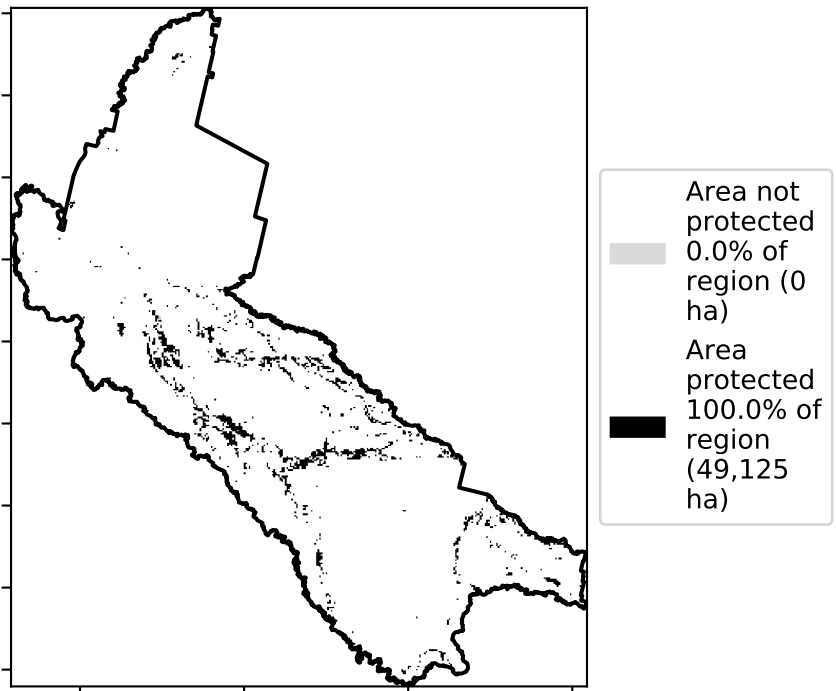 Area not
protected
0.0% of
region (0
ha)
Area
protected
100.0% of
region
(49,125
ha)